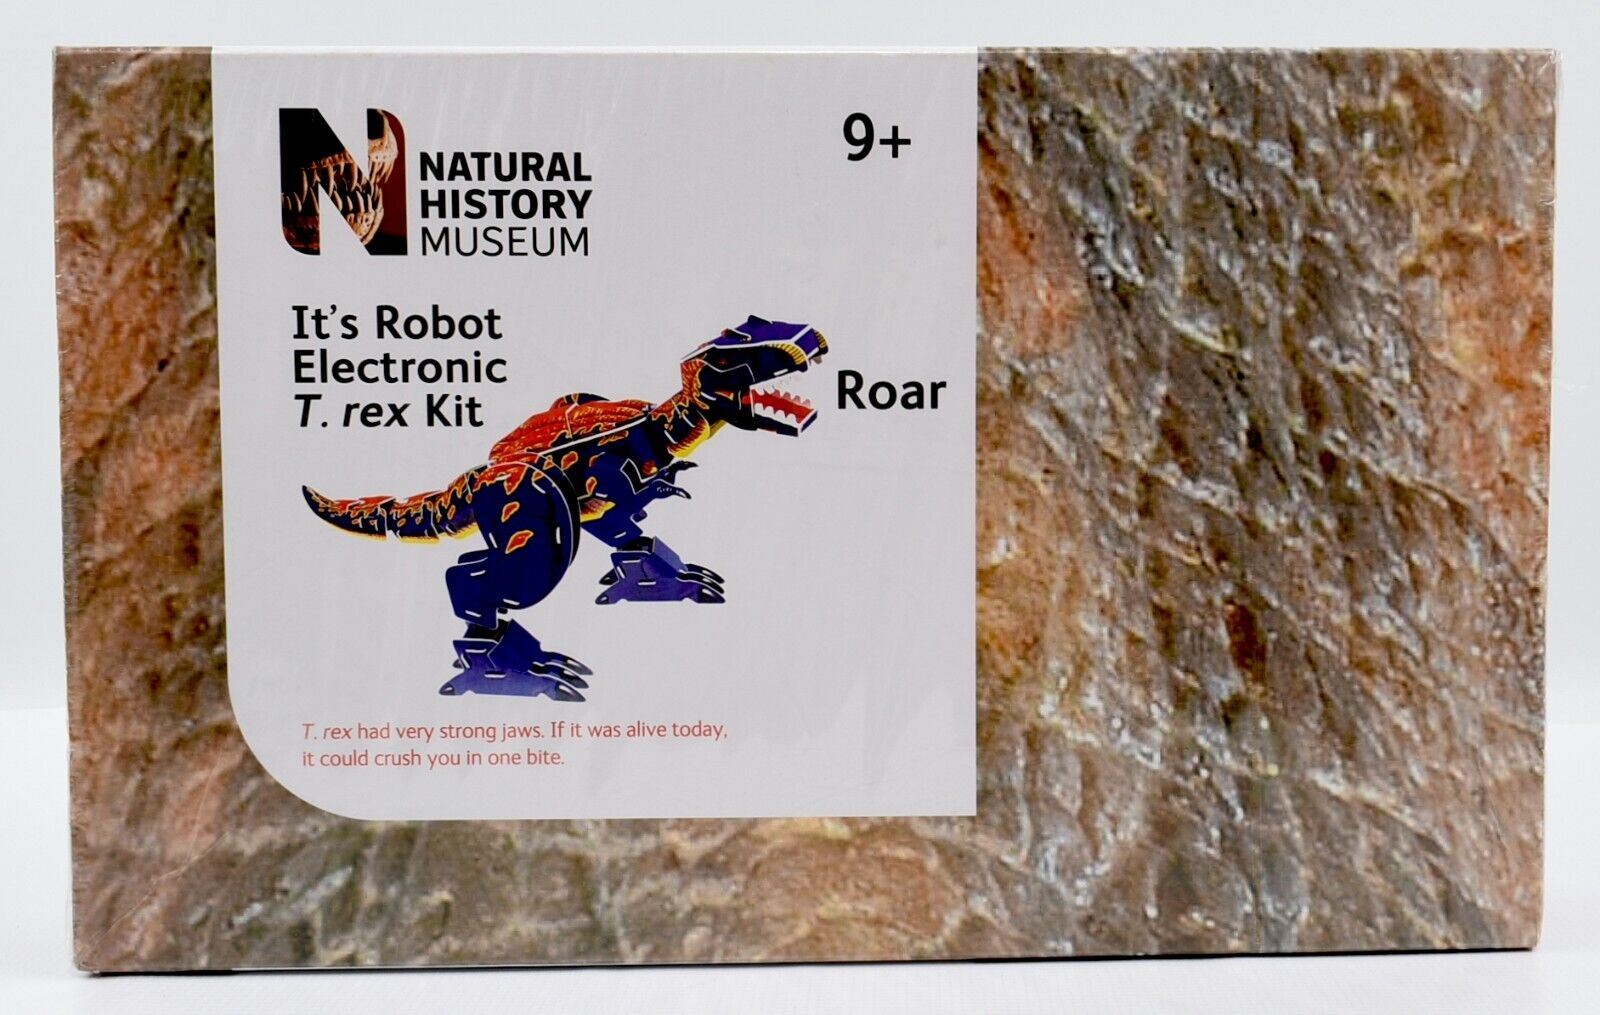 NATURAL
HISTORY
MUSEUM
9+
It's Robot
Electronic
T. rex Kit
Roar
T. rex had very strong jaws. If it was alive today,
it could crush you in one bite.